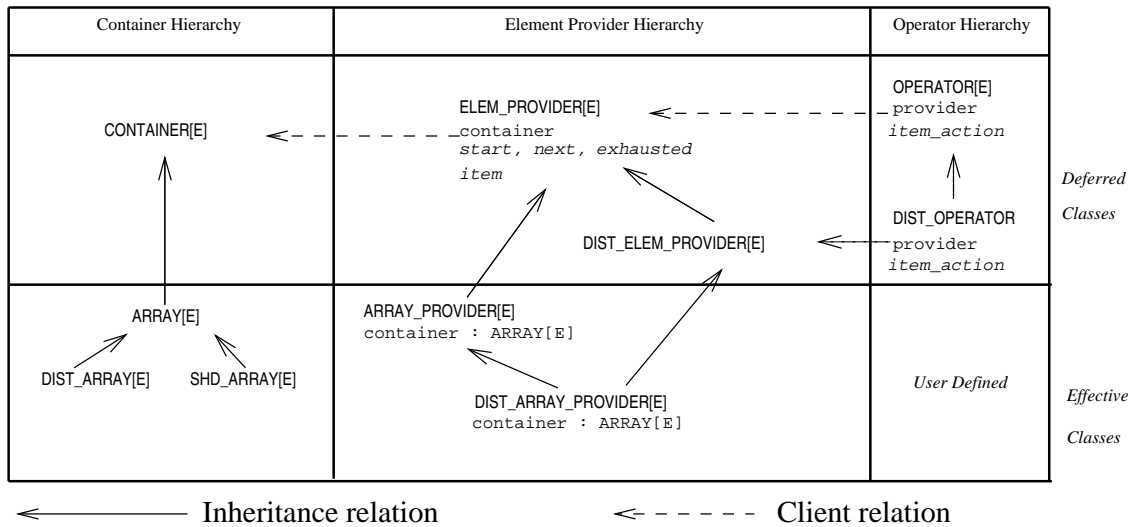 Container Hierarchy
Element Provider Hierarchy
Operator Hierarchy
CONTAINER[E]
ELEM_PROVIDER[E]
container
start, next, exhausted
item
DIST_ELEM_PROVIDER[E]
OPERATOR[E]
provider
item_action
DIST_OPERATOR
provider
item_action
Deferred
Classes
ARRAY[E]
DIST_ARRAY[E]
SHD_ARRAY[E]
ARRAY_PROVIDER[E]
container : ARRAY[E]
DIST_ARRAY_PROVIDER[E]
container : ARRAY[E]
User Defined
Effective
Classes
Inheritance relation
Client relation